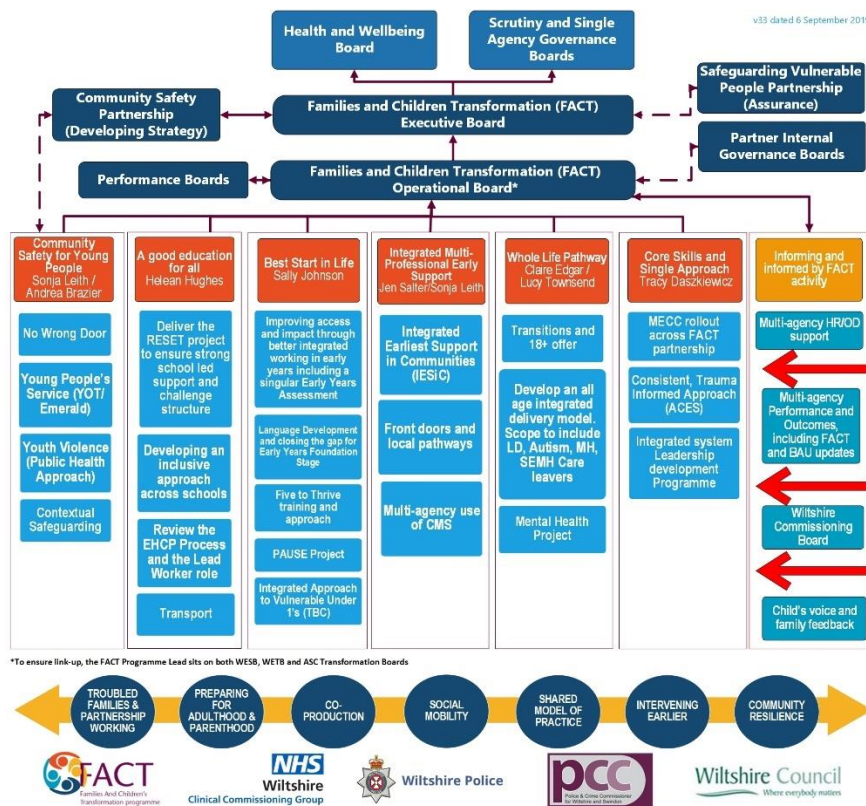 v33 dated 6 September 2019
Health and Wellbeing
Board
Scrutiny and Single
Agency Governance
Boards
Community Safety
Partnership
(Developing Strategy)
Families and Children Transformation (FACT)
Executive Board
Safeguarding Vulnerable
People Partnership
(Assurance)
Performance Boards
Families and Children Transformation (FACT)
Operational Board*
Partner Internal
Governance Boards
Community
Safety for Young
People
Sonja Leith /
Andrea Brazier
No Wrong Door
Young People's
Service (YOT/
Emerald)
Youth Violence
(Public Health
Approach)
Contextual
Safeguarding
A good education
for all
Helean Hughes
Deliver the
RESET project
to ensure strong
school led
support and
challenge
structure
Developing an
inclusive
approach
across schools
Review the
EHCP Process
and the Lead
Worker role
Transport
Best Start in Life
Sally Johnson
Improving access
and impact through
better integrated
working in early
years including a
singular Early Years
Assessment
Language Development
and closing the gap for
Early Years Foundation
Stage
Five to Thrive
training and
approach
PAUSE Project
Integrated Approach
to Vulnerable Under
1's (TBC)
Integrated Multi-
Professional Early
Support
Jen Salter/Sonja Leith
Integrated
Earliest Support
in Communities
(IESiC)
Front doors and
local pathways
Multi-agency use
of CMS
Whole Life Pathway
Claire Edgar /
Lucy Townsend
Transitions and
18+ offer
Develop an all
age integrated
delivery model.
Scope to include
LD, Autism, MH,
SEMH Care
leavers
Mental Health
Project
Core Skills and
Single Approach
Tracy Daszkiewicz
MECC rollout
across FACT
partnership
Consistent, Trauma
Informed Approach
(ACES)
Integrated system
Leadership
development
Programme
Informing and
informed by FACT
activity
Multi-agency HR/OD
support
Multi-agency
Performance and
Outcomes,
including FACT
and BAU updates
Wiltshire
Commissioning
Board
Child's voice and
family feedback
*To ensure link-up, the FACT Programme Lead sits on both WESB, WETB and ASC Transformation Boards
TROUBLED
FAMILIES &
PARTNERSHIP
WORKING
PREPARING
FOR
ADULTHOOD &
PARENTHOOD
CO-
PRODUCTION
SOCIAL
MOBILITY
SHARED
MODEL OF
PRACTICE
INTERVENING
EARLIER
COMMUNITY
RESILIENCE
FACT
Families And Children's
Transformation programme
NHS
Wiltshire
Clinical Commissioning Group
Wiltshire Police
pcc
Police & Crime Commissioner
for Wiltshire and Swindon
Wiltshire Council
Where everybody matters